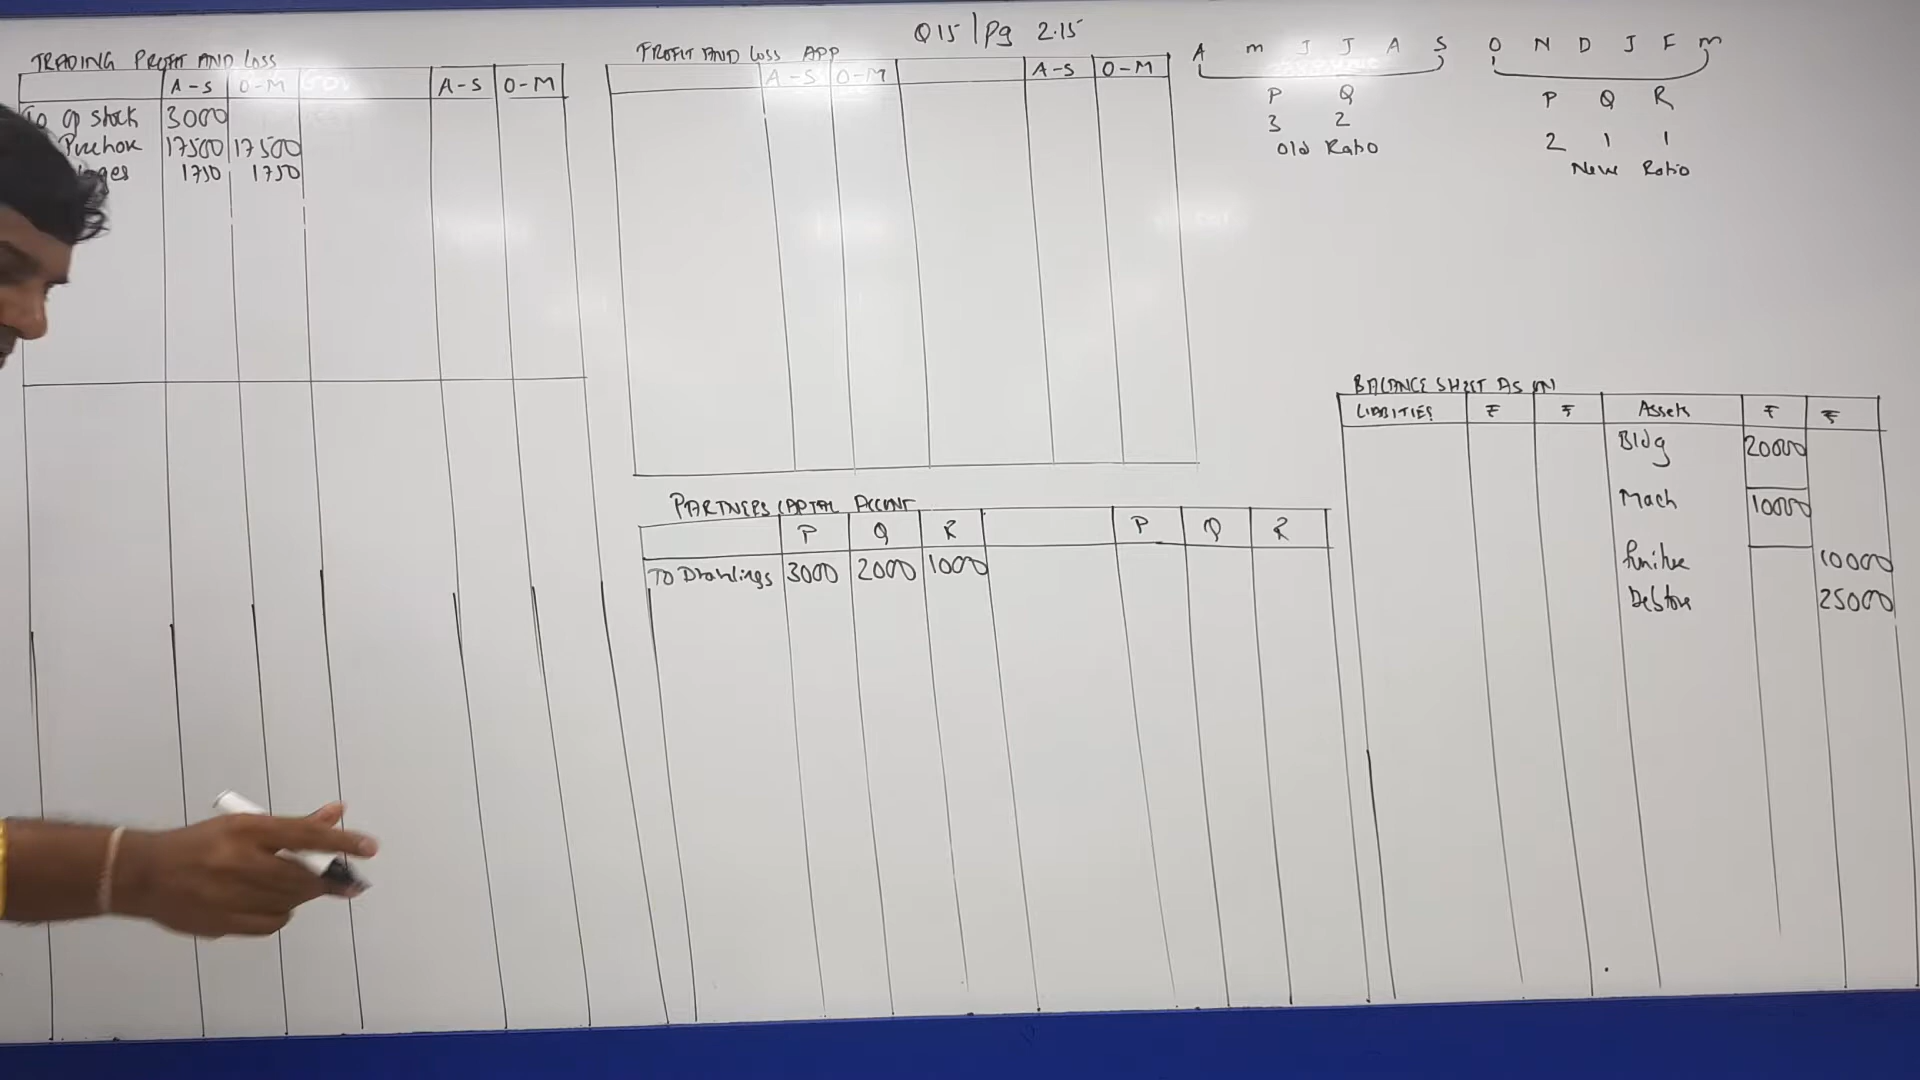 Q15 | Pg 2.15
TRADING PROFIT AND LOSS
A-S O-M A-S O-M
To op stock 3000
Purchase 17500 17500
1750 1750
PROFIT AND LOSS APP
A-S O-M A-S O-M
A M J J A S O N D J F M
P Q
3 2
Old Ratio
P Q R
2 1 1
New Ratio
PARTNERS CAPITAL ACCOUNT
P Q R P Q R
To Drawings 3000 2000 1000
BALANCE SHEET AS ON
LIABILITIES ₹ ₹ Assets ₹ ₹
Bldg 20000
Mach 10000
Furniture 10000
Debtors 25000